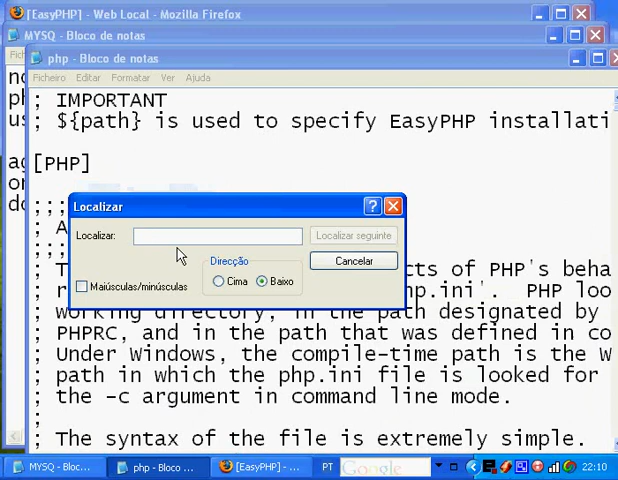 [EasyPHP] - Web Local - Mozilla Firefox
MYSQ - Bloco de notas
php - Bloco de notas
Ficheiro Editar Formatar Ver Ajuda
; IMPORTANT
; ${path} is used to specify EasyPHP installati
[PHP]
Localizar
Localizar:
Localizar seguinte
Direcção
Cancelar
Cima
Baixo
Maiúsculas/minúsculas
cts of PHP's beha
hp.ini'. PHP loo
; working directory, in the path designated by
; PHPRC, and in the path that was defined in co
; Under Windows, the compile-time path is the W
; path in which the php.ini file is looked for
; the -c argument in command line mode.
;
; The syntax of the file is extremely simple.
MYSQ - Bloc...
php - Bloco ...
[EasyPHP] - ...
PT
Google
22:10